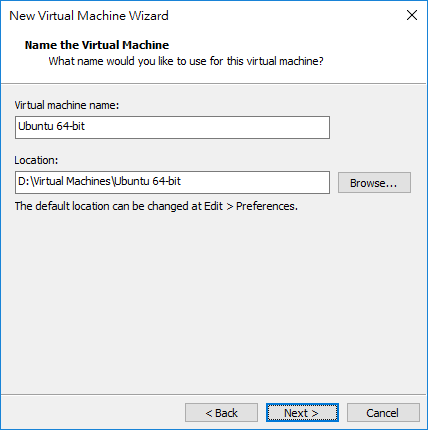 New Virtual Machine Wizard
Name the Virtual Machine
What name would you like to use for this virtual machine?
Virtual machine name:
Ubuntu 64-bit
Location:
D:\Virtual Machines\Ubuntu 64-bit
Browse...
The default location can be changed at Edit > Preferences.
< Back
Next >
Cancel